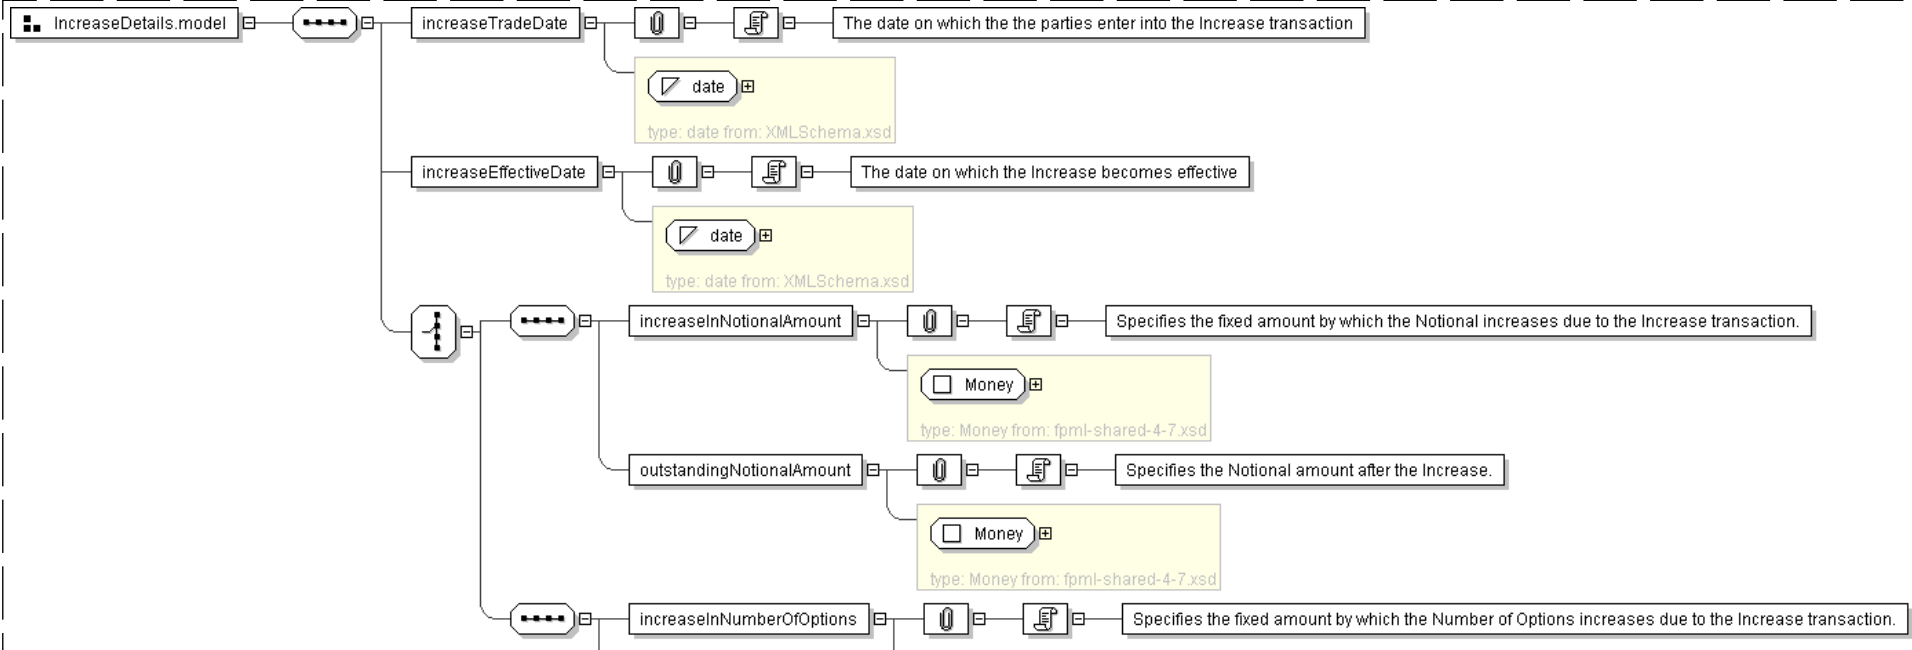 IncreaseDetails.model
increaseTradeDate
The date on which the the parties enter into the Increase transaction
date
type: date from: XMLSchema.xsd
increaseEffectiveDate
The date on which the Increase becomes effective
date
type: date from: XMLSchema.xsd
increaseInNotionalAmount
Specifies the fixed amount by which the Notional increases due to the Increase transaction.
Money
type: Money from: fpml-shared-4-7.xsd
outstandingNotionalAmount
Specifies the Notional amount after the Increase.
Money
type: Money from: fpml-shared-4-7.xsd
increaseInNumberOfOptions
Specifies the fixed amount by which the Number of Options increases due to the Increase transaction.